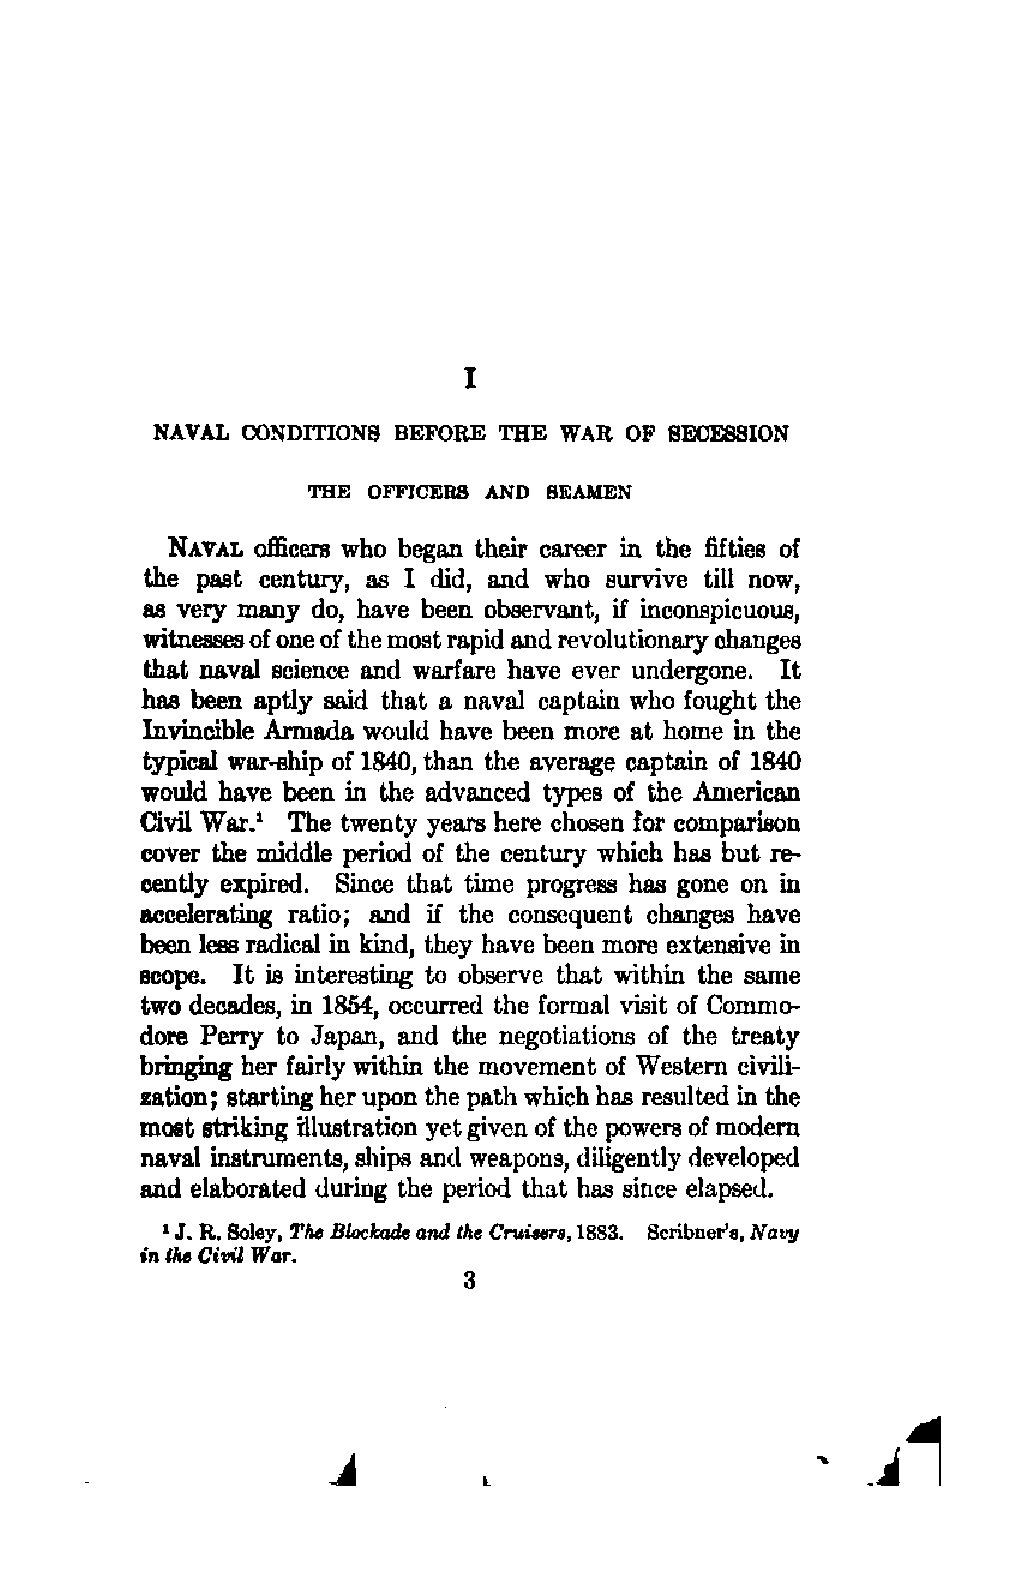 I
NAVAL CONDITIONS BEFORE THE WAR OF SECESSION
THE OFFICERS AND SEAMEN
NAVAL officers who began their career in the fifties of
the past century, as I did, and who survive till now,
as very many do, have been observant, if inconspicuous,
witnesses of one of the most rapid and revolutionary changes
that naval science and warfare have ever undergone. It
has been aptly said that a naval captain who fought the
Invincible Armada would have been more at home in the
typical war-ship of 1840, than the average captain of 1840
would have been in the advanced types of the American
Civil War.¹ The twenty years here chosen for comparison
cover the middle period of the century which has but re-
cently expired. Since that time progress has gone on in
accelerating ratio; and if the consequent changes have
been less radical in kind, they have been more extensive in
scope. It is interesting to observe that within the same
two decades, in 1854, occurred the formal visit of Commo-
dore Perry to Japan, and the negotiations of the treaty
bringing her fairly within the movement of Western civili-
zation; starting her upon the path which has resulted in the
most striking illustration yet given of the powers of modern
naval instruments, ships and weapons, diligently developed
and elaborated during the period that has since elapsed.
¹ J. R. Soley, The Blockade and the Cruisers, 1883. Scribner's, Navy
in the Civil War.
3